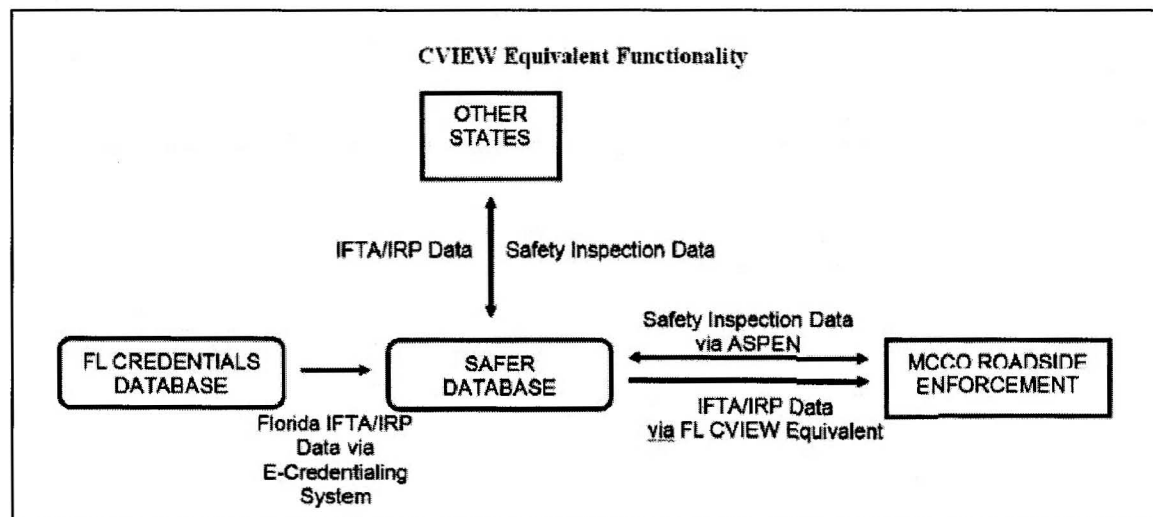 CVIEW Equivalent Functionality
OTHER
STATES
IFTA/IRP Data
Safety Inspection Data
FL CREDENTIALS
DATABASE
Florida IFTA/IRP
Data via
E-Credentialing
System
SAFER
DATABASE
Safety Inspection Data
via ASPEN
IFTA/IRP Data
via FL CVIEW Equivalent
MCCO ROADSIDE
ENFORCEMENT